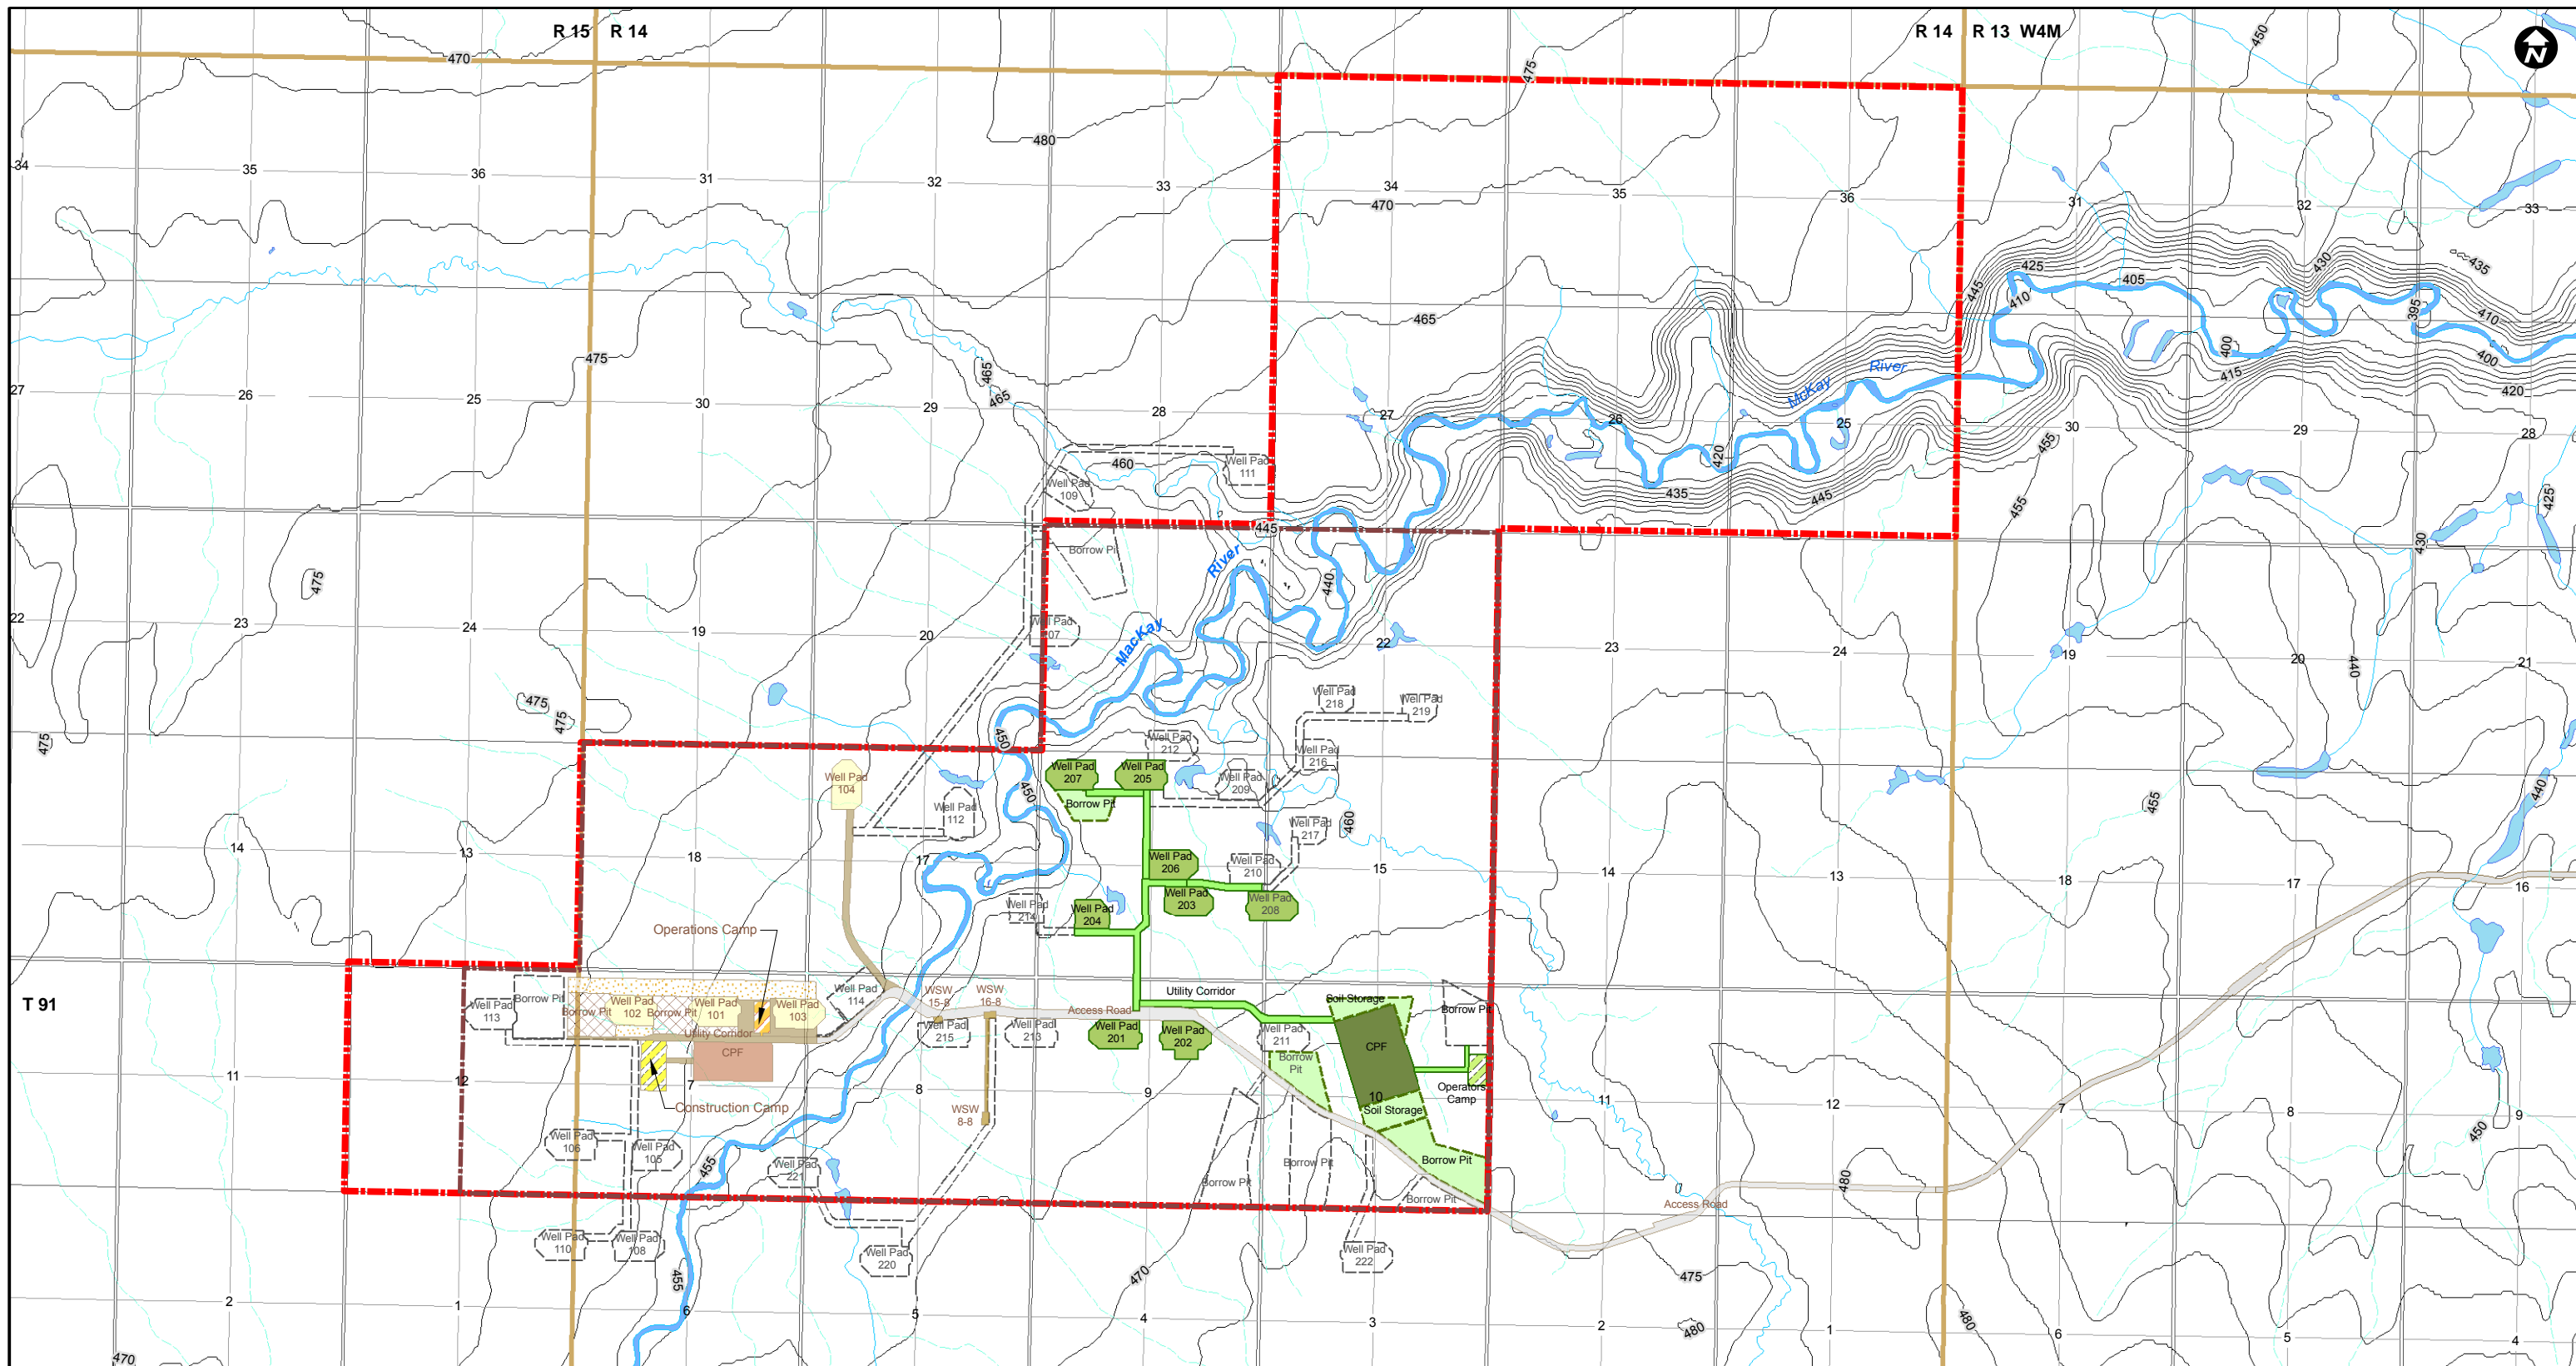 R 15
R 14
R 14
R 13 W4M
N
450
470
475
480
34
35
36
31
32
33
34
35
36
31
32
33
470
475
465
465
465
465
425
410
445
405
430
435
395
410
400
400
415
420
27
26
25
30
29
28
27
26
25
30
29
28
McKay
River
460
Well Pad
111
Well Pad
109
420
435
445
455
455
425
430
445
Borrow Pit
River
440
MacKay
475
22
23
24
19
20
22
23
24
19
20
21
Well Pad
107
475
475
475
440
Well Pad
218
Well Pad
219
450
Well Pad
212
Well Pad
216
Well Pad
207
Well Pad
205
Well Pad
209
Well Pad
104
Borrow Pit
450
Well Pad
112
Well Pad
217
460
455
440
14
13
18
17
15
14
13
18
17
16
Well Pad
206
Well Pad
210
Well Pad
203
Well Pad
208
Well Pad
204
Well Pad
214
Operations Camp
T 91
Well Pad
113
Borrow Pit
Borrow Pit
Well Pad
102
Borrow Pit
Well Pad
101
Well Pad
103
Utility Corridor
CPF
Well Pad
114
WSW
15-8
WSW
16-8
Well Pad
215
Well Pad
213
Access Road
Utility Corridor
Well Pad
201
Well Pad
202
Well Pad
211
Borrow
Pit
Soil Storage
CPF
10
Soil Storage
Borrow Pit
Operators
Camp
11
12
7
8
9
11
12
7
8
9
Construction Camp
WSW
8-8
Well Pad
106
Well Pad
105
455
Well Pad
221
Borrow Pit
Borrow Pit
Borrow Pit
Borrow Pit
450
480
Access Road
Well Pad
110
Well Pad
108
Well Pad
220
Well Pad
222
455
470
475
480
480
2
1
6
5
4
3
2
1
6
5
4
470